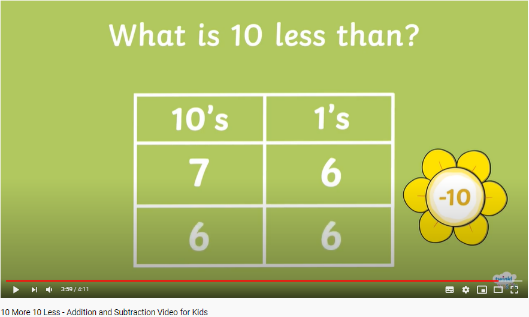 What is 10 less than?
10's 1's
7 6
-10
6 6
3:59 / 4:11
twinkl
10 More 10 Less - Addition and Subtraction Video for Kids